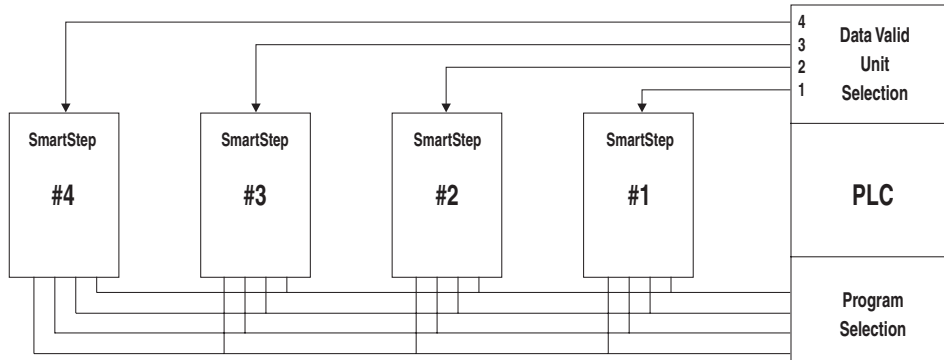 4
3
2
1
Data Valid
Unit
Selection
SmartStep
#4
SmartStep
#3
SmartStep
#2
SmartStep
#1
PLC
Program
Selection